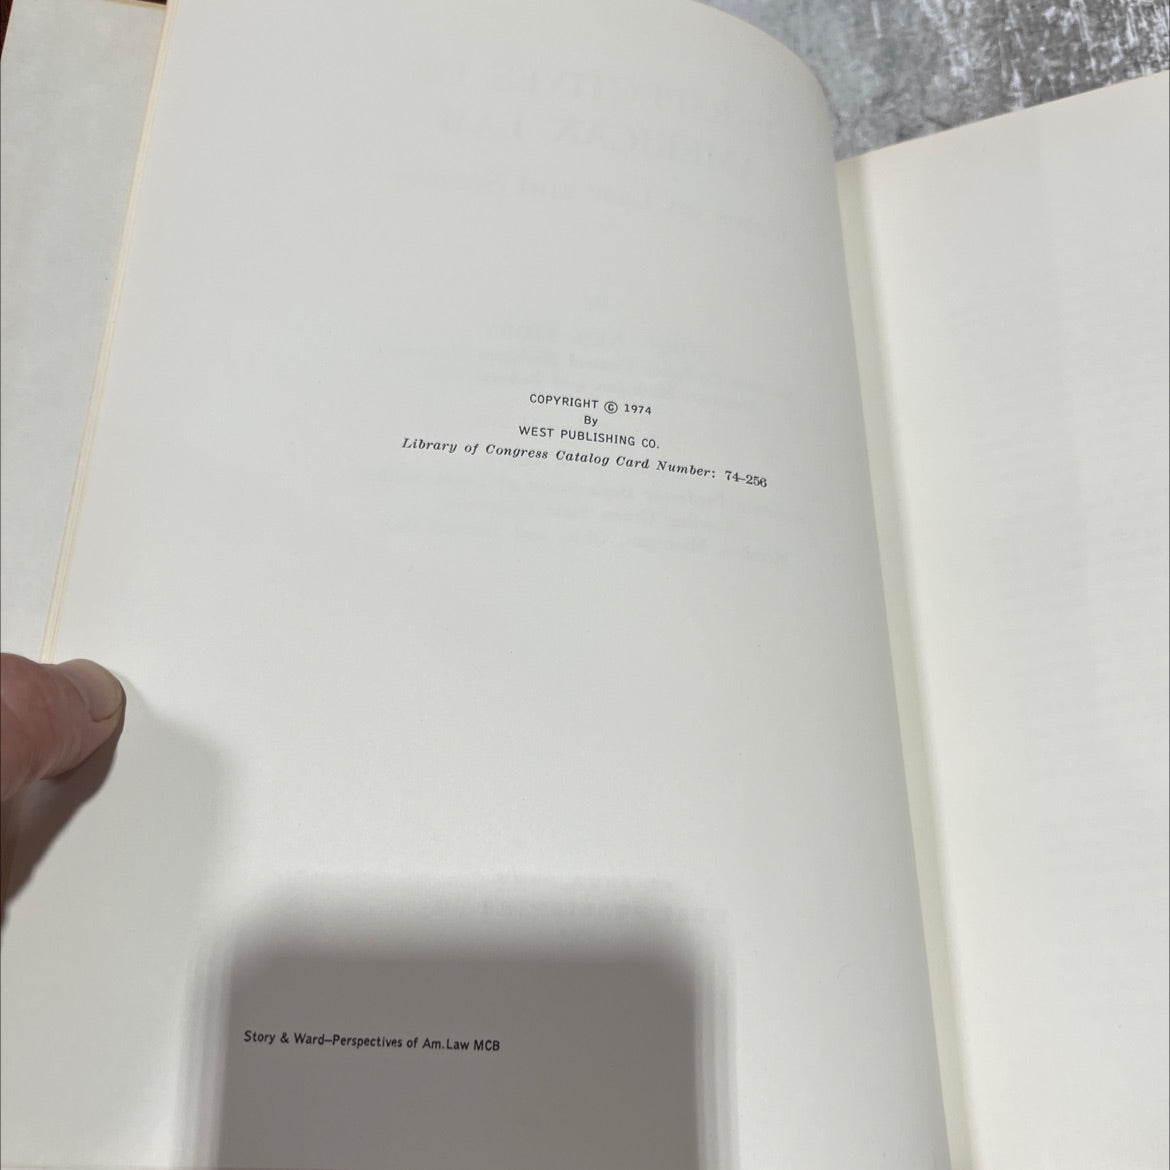 COPYRIGHT © 1974
By
WEST PUBLISHING CO.
Library of Congress Catalog Card Number: 74-256
Story & Ward–Perspectives of Am.Law MCB